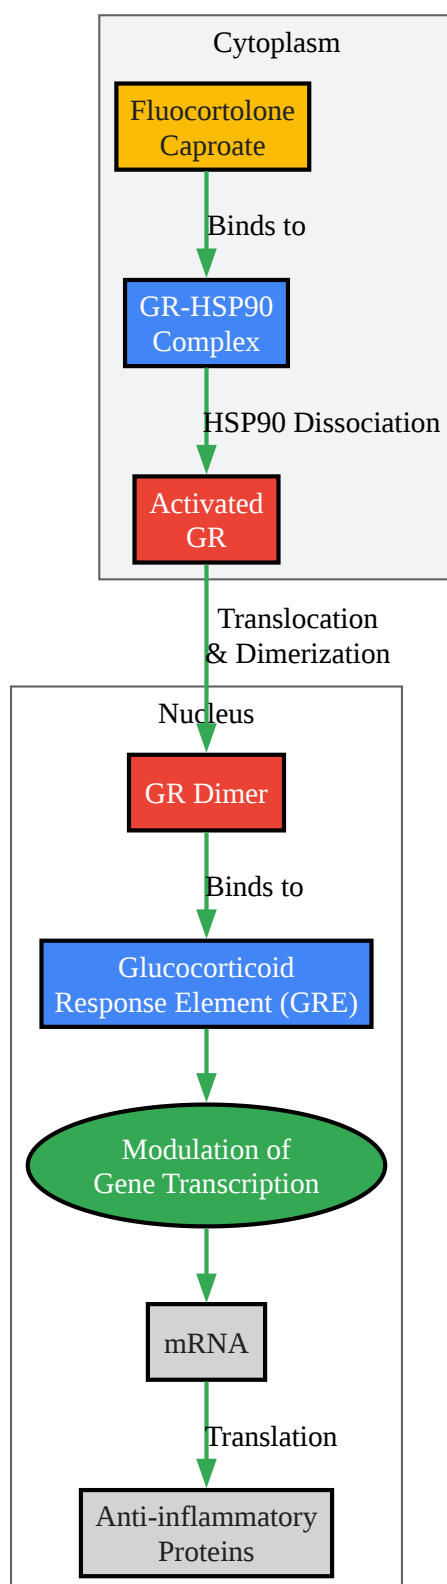 Cytoplasm
Fluocortolone
Caproate
Binds to
GR-HSP90
Complex
HSP90 Dissociation
Activated
GR
Translocation
& Dimerization
Nucleus
GR Dimer
Binds to
Glucocorticoid
Response Element (GRE)
Modulation of
Gene Transcription
mRNA
Translation
Anti-inflammatory
Proteins